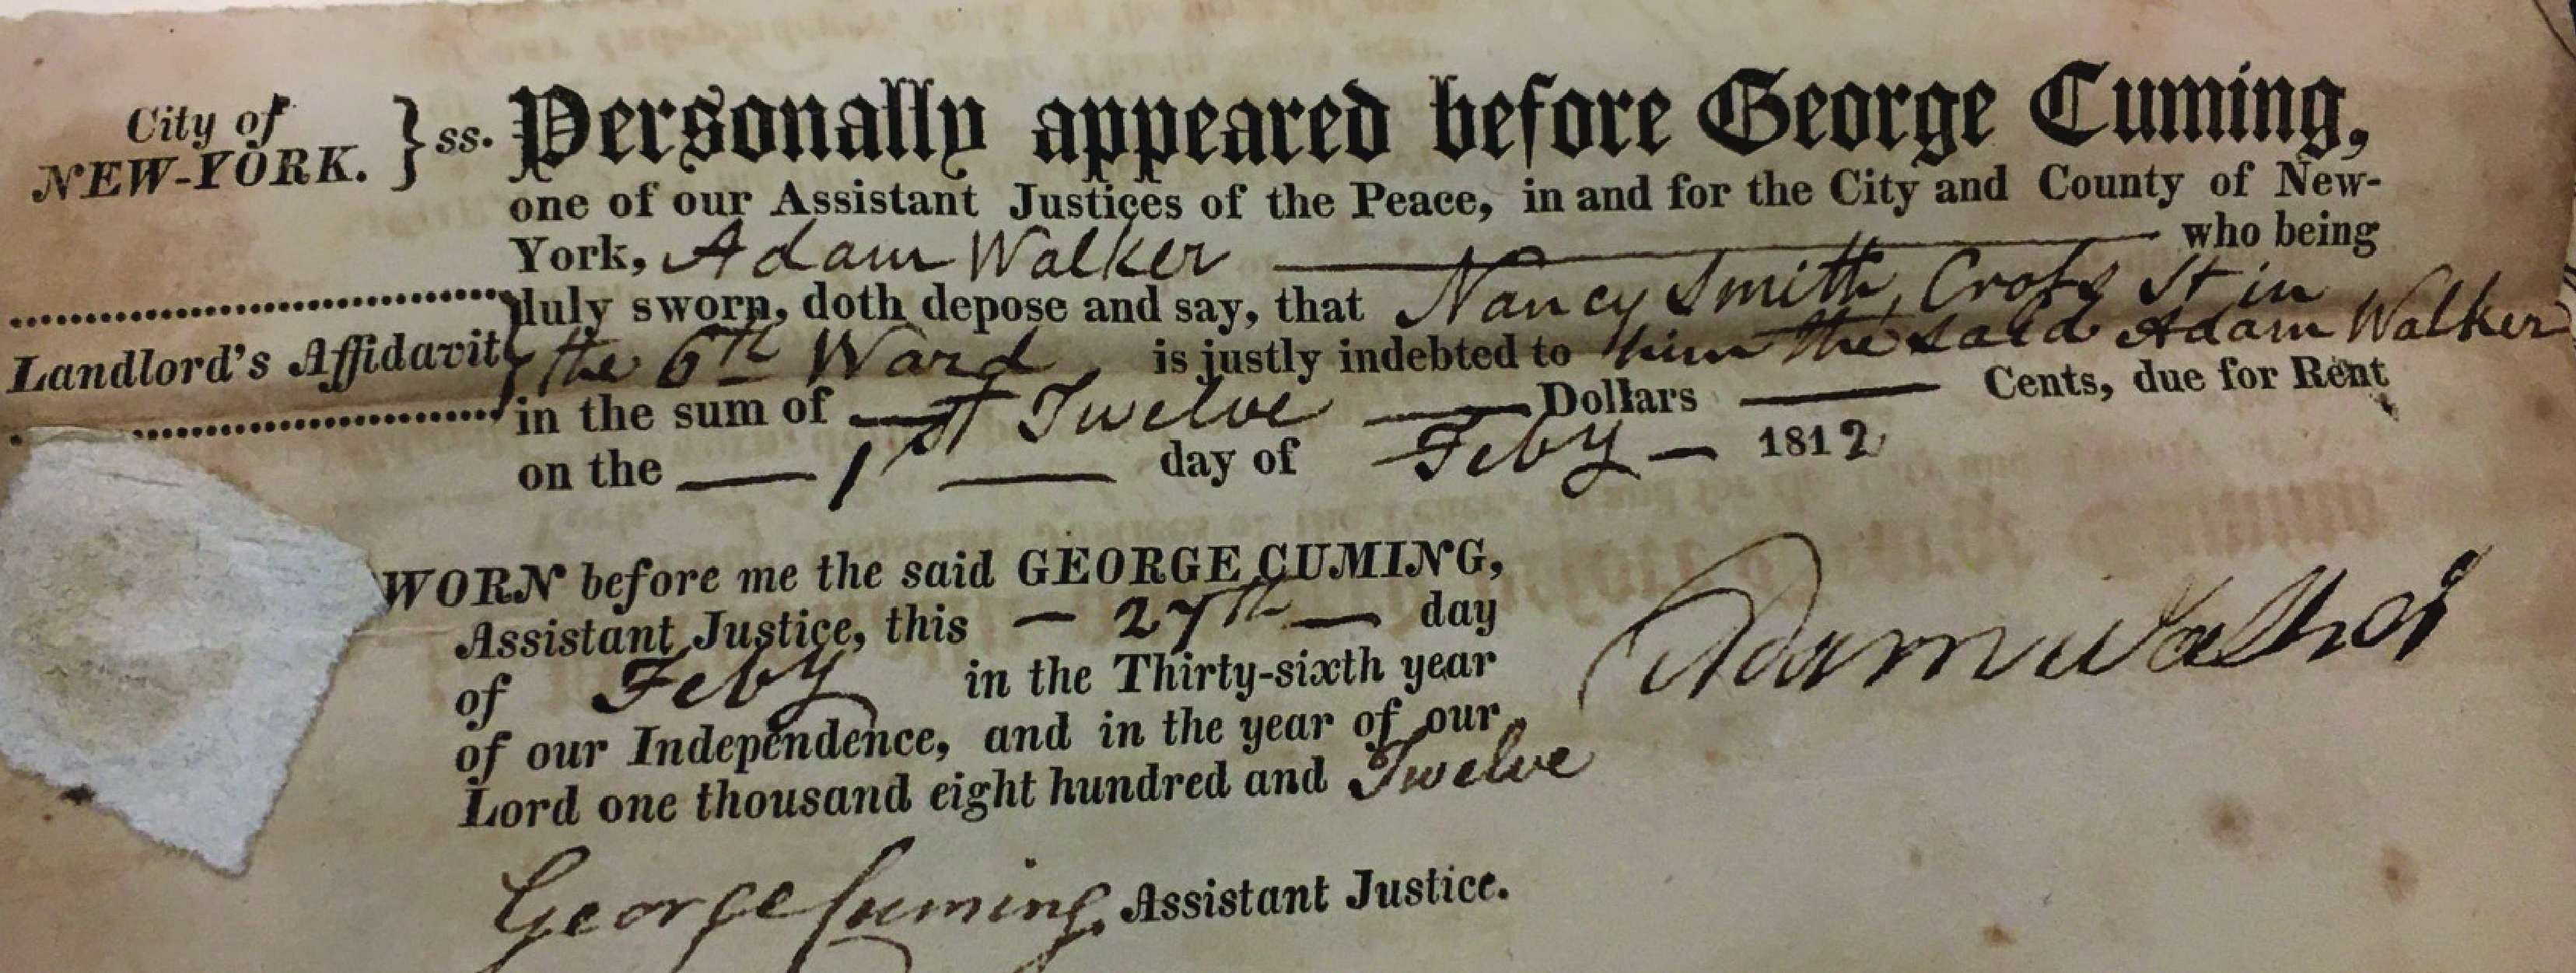 City of
NEW-YORK. } ss.
Personally appeared before George Cuming,
one of our Assistant Justices of the Peace, in and for the City and County of New-
York, Adam Walker who being
duly sworn, doth depose and say, that Nancy Smith, Cross St in
Landlord's Affidavit
the 6th Ward is justly indebted to him the said Adam Walker
in the sum of Twelve Dollars Cents, due for Rent
on the 1st day of Feby 1812
WORN before me the said GEORGE CUMING,
Assistant Justice, this 27th day
of Feby in the Thirty-sixth year
of our Independence, and in the year of our
Lord one thousand eight hundred and Twelve
Adam Walker
George Cuming, Assistant Justice.